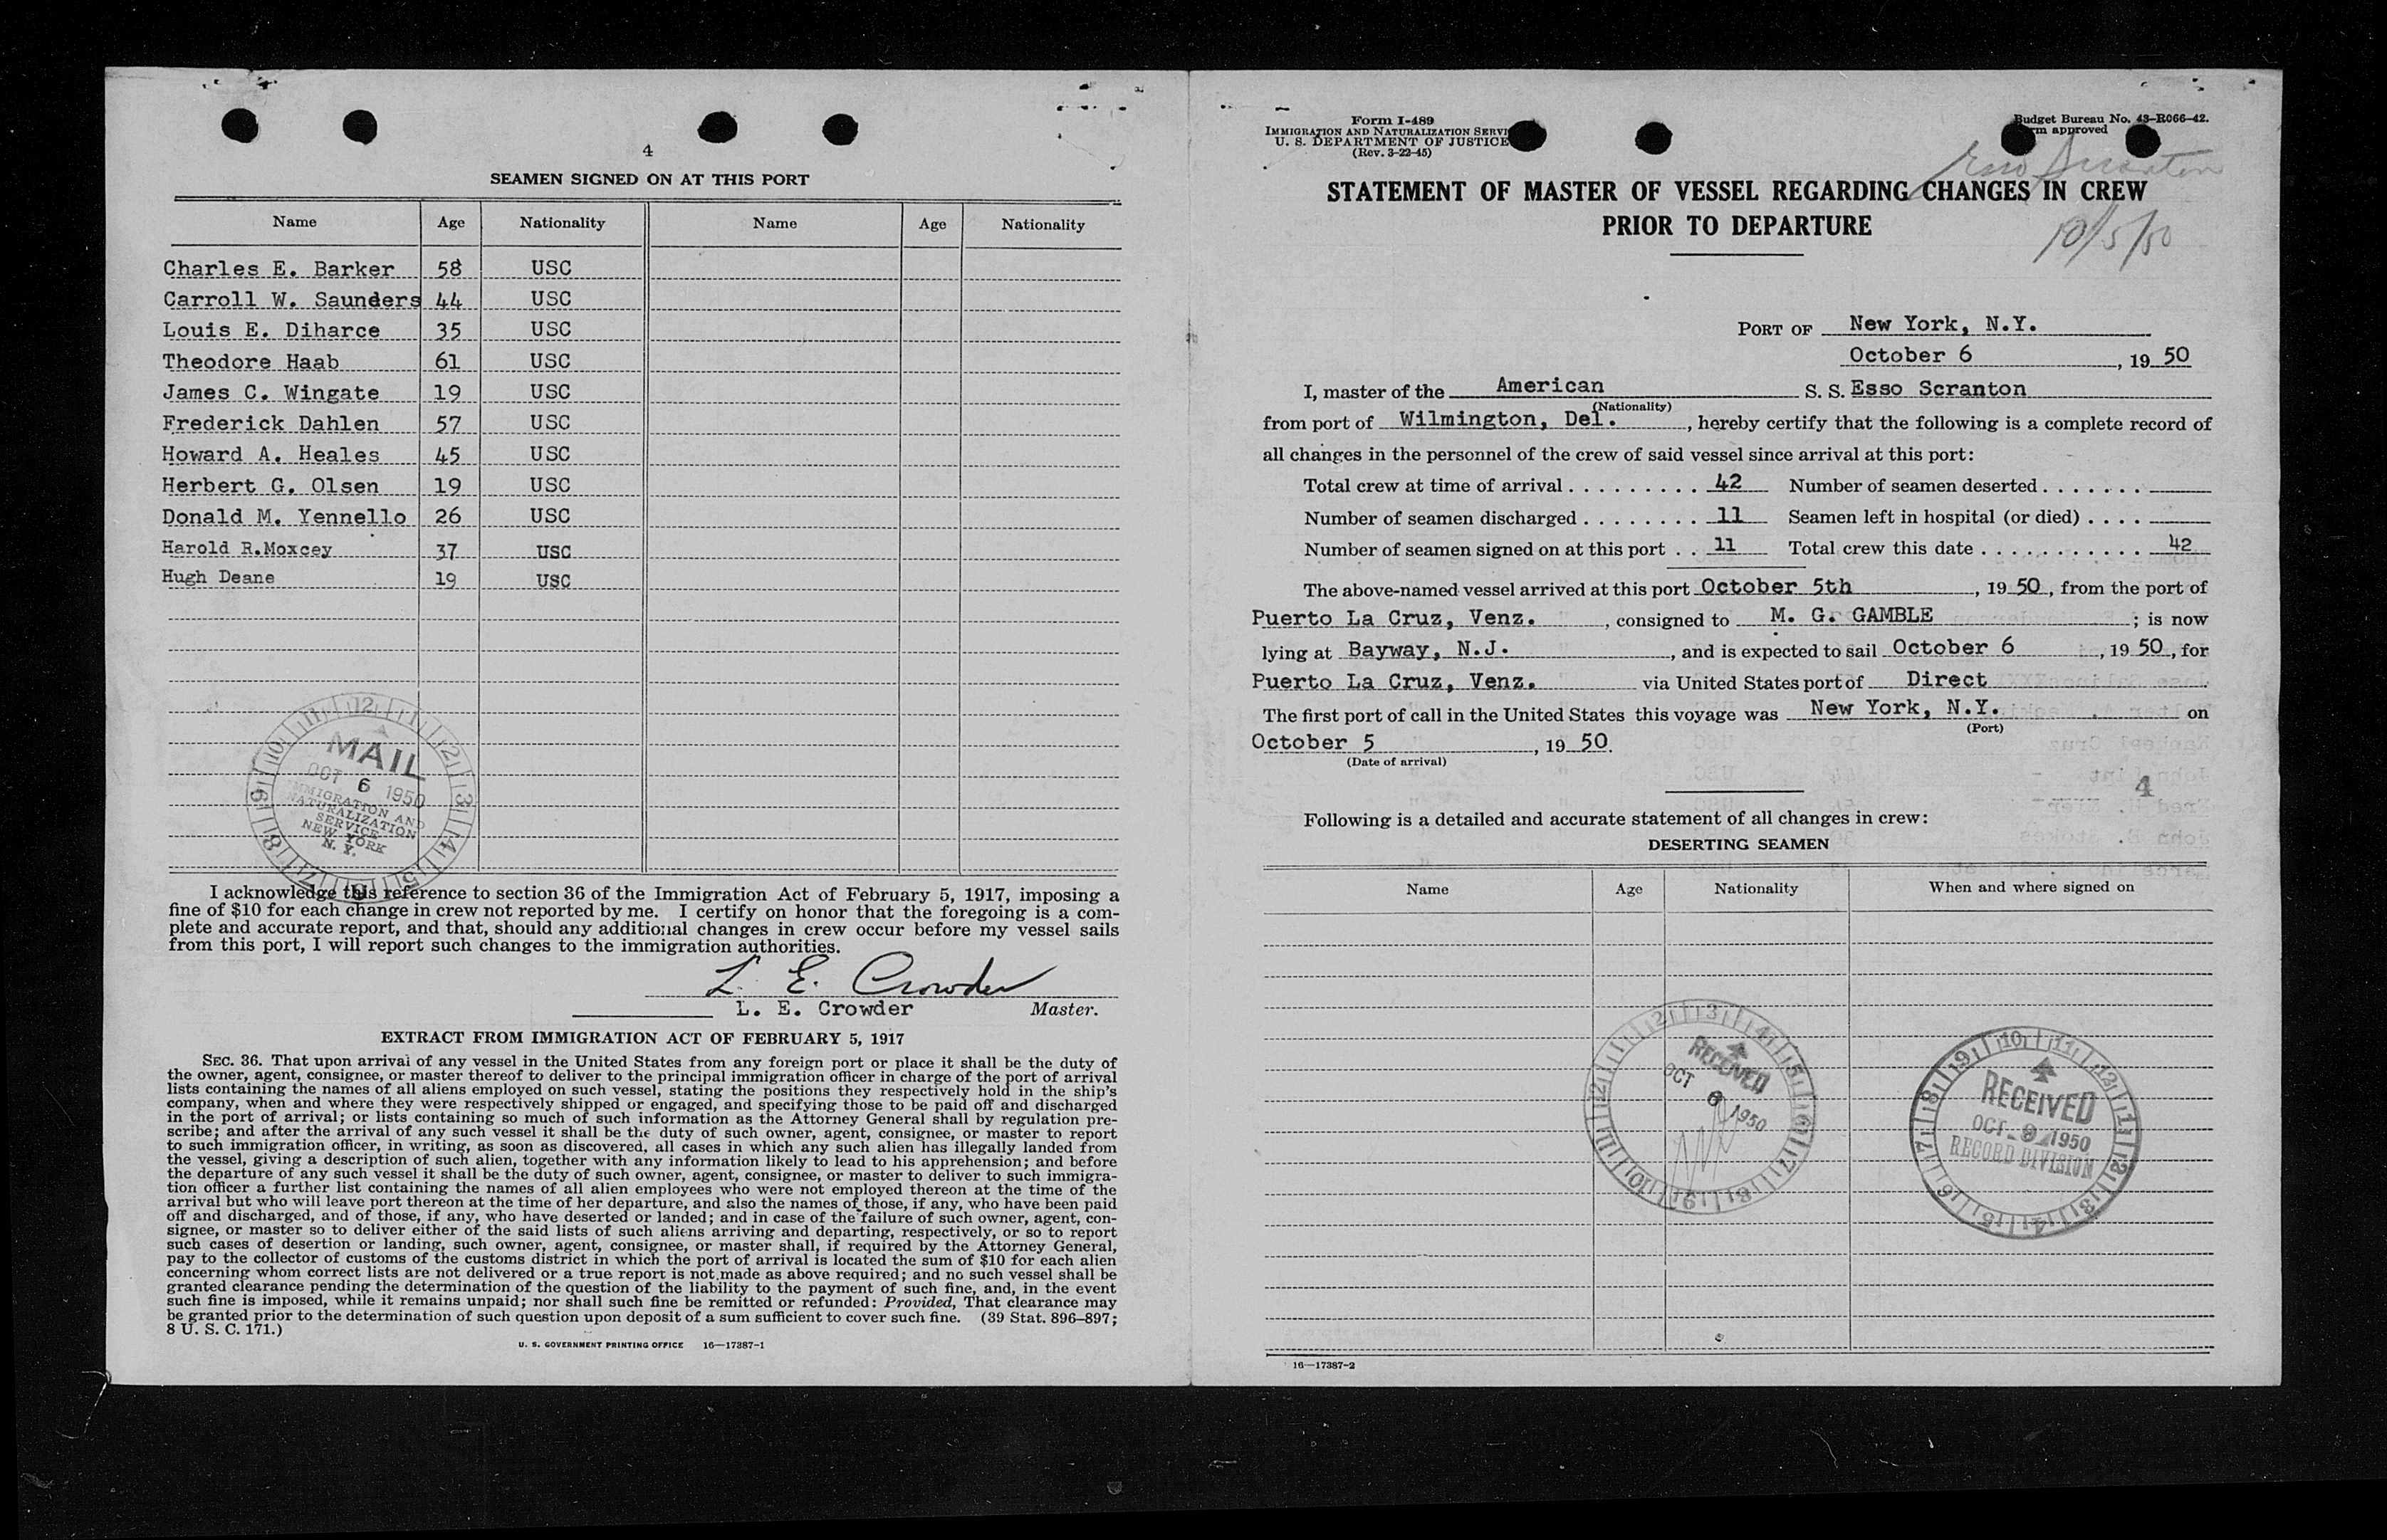 4
SEAMEN SIGNED ON AT THIS PORT
Name Age Nationality Name Age Nationality
Charles E. Barker 58 USC
Carroll W. Saunders 44 USC
Louis E. Diharce 35 USC
Theodore Haab 61 USC
James C. Wingate 19 USC
Frederick Dahlen 57 USC
Howard A. Heales 45 USC
Herbert G. Olsen 19 USC
Donald M. Yennello 26 USC
Harold R.Moxcey 37 USC
Hugh Deane 19 USC
MAIL
OCT 6 1950
IMMIGRATION AND
NATURALIZATION
SERVICE
NEW YORK
N. Y.
I acknowledge this reference to section 36 of the Immigration Act of February 5, 1917, imposing a
fine of $10 for each change in crew not reported by me. I certify on honor that the foregoing is a com-
plete and accurate report, and that, should any additional changes in crew occur before my vessel sails
from this port, I will report such changes to the immigration authorities.
L. E. Crowder
L. E. Crowder Master.
EXTRACT FROM IMMIGRATION ACT OF FEBRUARY 5, 1917
SEC. 36. That upon arrival of any vessel in the United States from any foreign port or place it shall be the duty of
the owner, agent, consignee, or master thereof to deliver to the principal immigration officer in charge of the port of arrival
lists containing the names of all aliens employed on such vessel, stating the positions they respectively hold in the ship's
company, when and where they were respectively shipped or engaged, and specifying those to be paid off and discharged
in the port of arrival; or lists containing so much of such information as the Attorney General shall by regulation pre-
scribe; and after the arrival of any such vessel it shall be the duty of such owner, agent, consignee, or master to report
to such immigration officer, in writing, as soon as discovered, all cases in which any such alien has illegally landed from
the vessel, giving a description of such alien, together with any information likely to lead to his apprehension; and before
the departure of any such vessel it shall be the duty of such owner, agent, consignee, or master to deliver to such immigra-
tion officer a further list containing the names of all alien employees who were not employed thereon at the time of the
arrival but who will leave port thereon at the time of her departure, and also the names of those, if any, who have been paid
off and discharged, and of those, if any, who have deserted or landed; and in case of the failure of such owner, agent, con-
signee, or master so to deliver either of the said lists of such aliens arriving and departing, respectively, or so to report
such cases of desertion or landing, such owner, agent, consignee, or master shall, if required by the Attorney General,
pay to the collector of customs of the customs district in which the port of arrival is located the sum of $10 for each alien
concerning whom correct lists are not delivered or a true report is not made as above required; and no such vessel shall be
granted clearance pending the determination of the question of the liability to the payment of such fine, and, in the event
such fine is imposed, while it remains unpaid; nor shall such fine be remitted or refunded: Provided, That clearance may
be granted prior to the determination of such question upon deposit of a sum sufficient to cover such fine. (39 Stat. 896–897;
8 U. S. C. 171.)
U. S. GOVERNMENT PRINTING OFFICE 16—17387-1
Form I-489
IMMIGRATION AND NATURALIZATION SERVI
U. S. DEPARTMENT OF JUSTICE
(Rev. 3-22-45)
Budget Bureau No. 43-R066-42.
approved
Esso Scranton
10/5/50
STATEMENT OF MASTER OF VESSEL REGARDING CHANGES IN CREW
PRIOR TO DEPARTURE
PORT OF New York, N.Y.
October 6, 19 50
I, master of the American S. S. Esso Scranton
(Nationality)
from port of Wilmington, Del., hereby certify that the following is a complete record of
all changes in the personnel of the crew of said vessel since arrival at this port:
Total crew at time of arrival . . . . . . . . . 42 Number of seamen deserted . . . . . . .
Number of seamen discharged . . . . . . . . 11 Seamen left in hospital (or died) . . . .
Number of seamen signed on at this port . . 11 Total crew this date . . . . . . . . . . . 42
The above-named vessel arrived at this port October 5th, 19 50, from the port of
Puerto La Cruz, Venz., consigned to M. G. GAMBLE; is now
lying at Bayway, N.J., and is expected to sail October 6, 19 50, for
Puerto La Cruz, Venz. via United States port of Direct
The first port of call in the United States this voyage was New York, N.Y. on
(Port)
October 5, 19 50.
(Date of arrival)
4
Following is a detailed and accurate statement of all changes in crew:
DESERTING SEAMEN
Name Age Nationality When and where signed on
RECEIVED
OCT 6 1950
RECEIVED
OCT 9 1950
RECORD DIVISION
16—17387-2